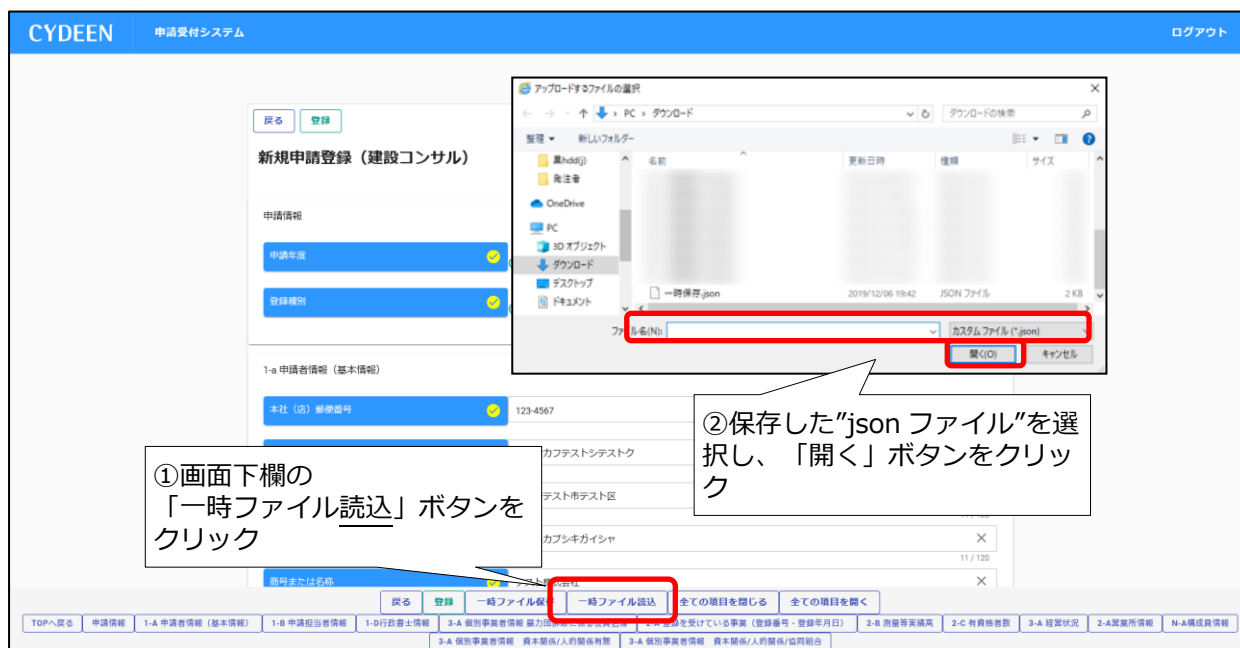 CYDEEN 申請受付システム ログアウト
戻る 登録
新規申請登録（建設コンサル）
申請情報
申請年度
登録種別
1-a 申請者情報（基本情報）
本社（店）郵便番号 123-4567
カフテストシテストク
テスト市テスト区
11 / 120
カブシキガイシャ
11 / 120
商号または名称 テスト株式会社
アップロードするファイルの選択
PC › ダウンロード ダウンロードの検索
整理 新しいフォルダー
黒hdd(j) 名前 更新日時 種類 サイズ
発注者
OneDrive
PC
3D オブジェクト
ダウンロード
デスクトップ
ドキュメント
一時保存.json 2019/12/06 19:42 JSON ファイル 2 KB
ファイル名(N): カスタム ファイル (*.json)
開く(O) キャンセル
①画面下欄の
「一時ファイル読込」ボタンを
クリック
②保存した”json ファイル”を選
択し、「開く」ボタンをクリッ
ク
戻る 登録 一時ファイル保存 一時ファイル読込 全ての項目を閉じる 全ての項目を開く
TOPへ戻る 申請情報 1-A 申請者情報（基本情報） 1-B 申請担当者情報 1-D行政書士情報 3-A 個別事業者情報 2-A 登録を受けている事業（登録番号・登録年月日） 2-B 測量等実績高 2-C 有資格者数 3-A 経営状況 2-A営業所情報 N-A構成員情報
3-A 個別事業者情報 資本関係/人的関係有無 3-A 個別事業者情報 資本関係/人的関係/協同組合